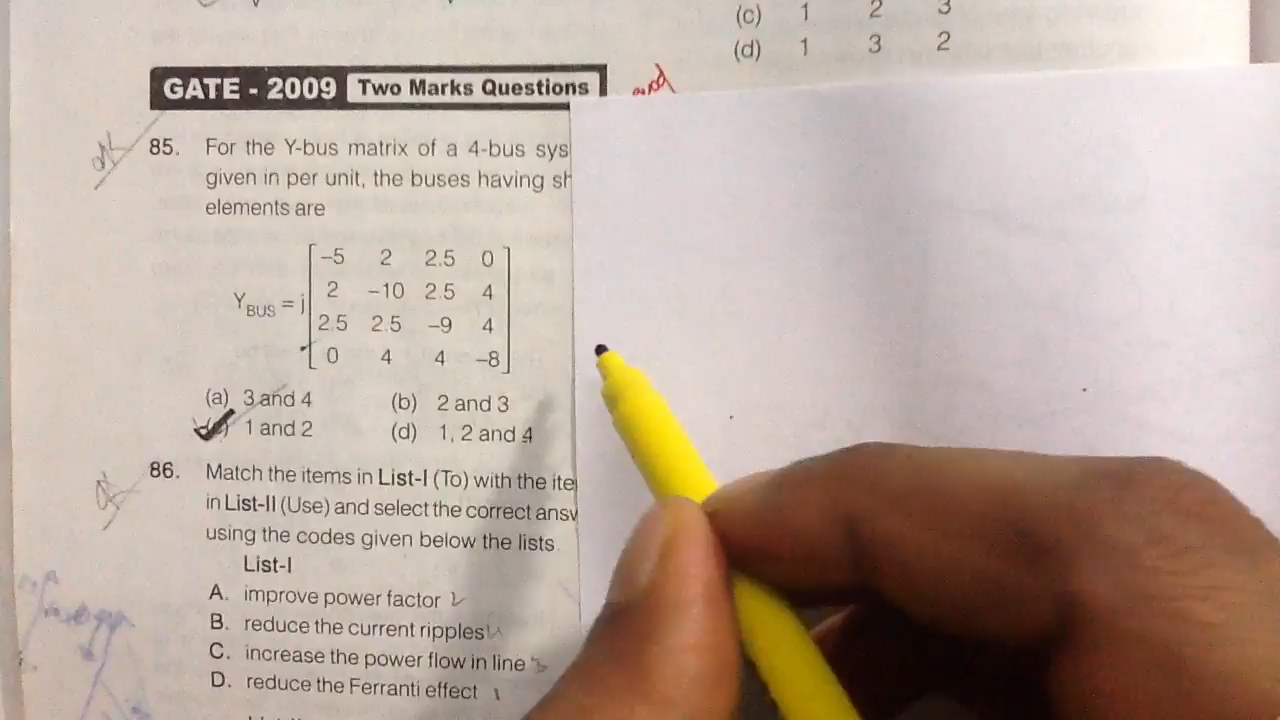 (c) 1 2 3
(d) 1 3 2
GATE - 2009 Two Marks Questions
and
85. For the Y-bus matrix of a 4-bus sys
given in per unit, the buses having sh
elements are
-5 2 2.5 0
2 -10 2.5 4
Y_BUS = j
2.5 2.5 -9 4
0 4 4 -8
(a) 3 and 4 (b) 2 and 3
1 and 2 (d) 1, 2 and 4
86. Match the items in List-I (To) with the ite
in List-II (Use) and select the correct answ
using the codes given below the lists.
List-I
A. improve power factor
B. reduce the current ripples
C. increase the power flow in line
D. reduce the Ferranti effect